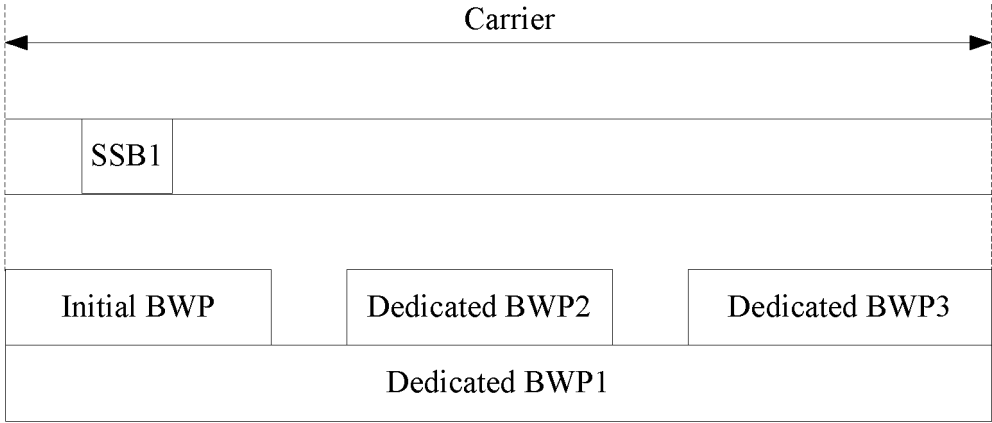 Carrier
SSB1
Initial BWP
Dedicated BWP2
Dedicated BWP3
Dedicated BWP1